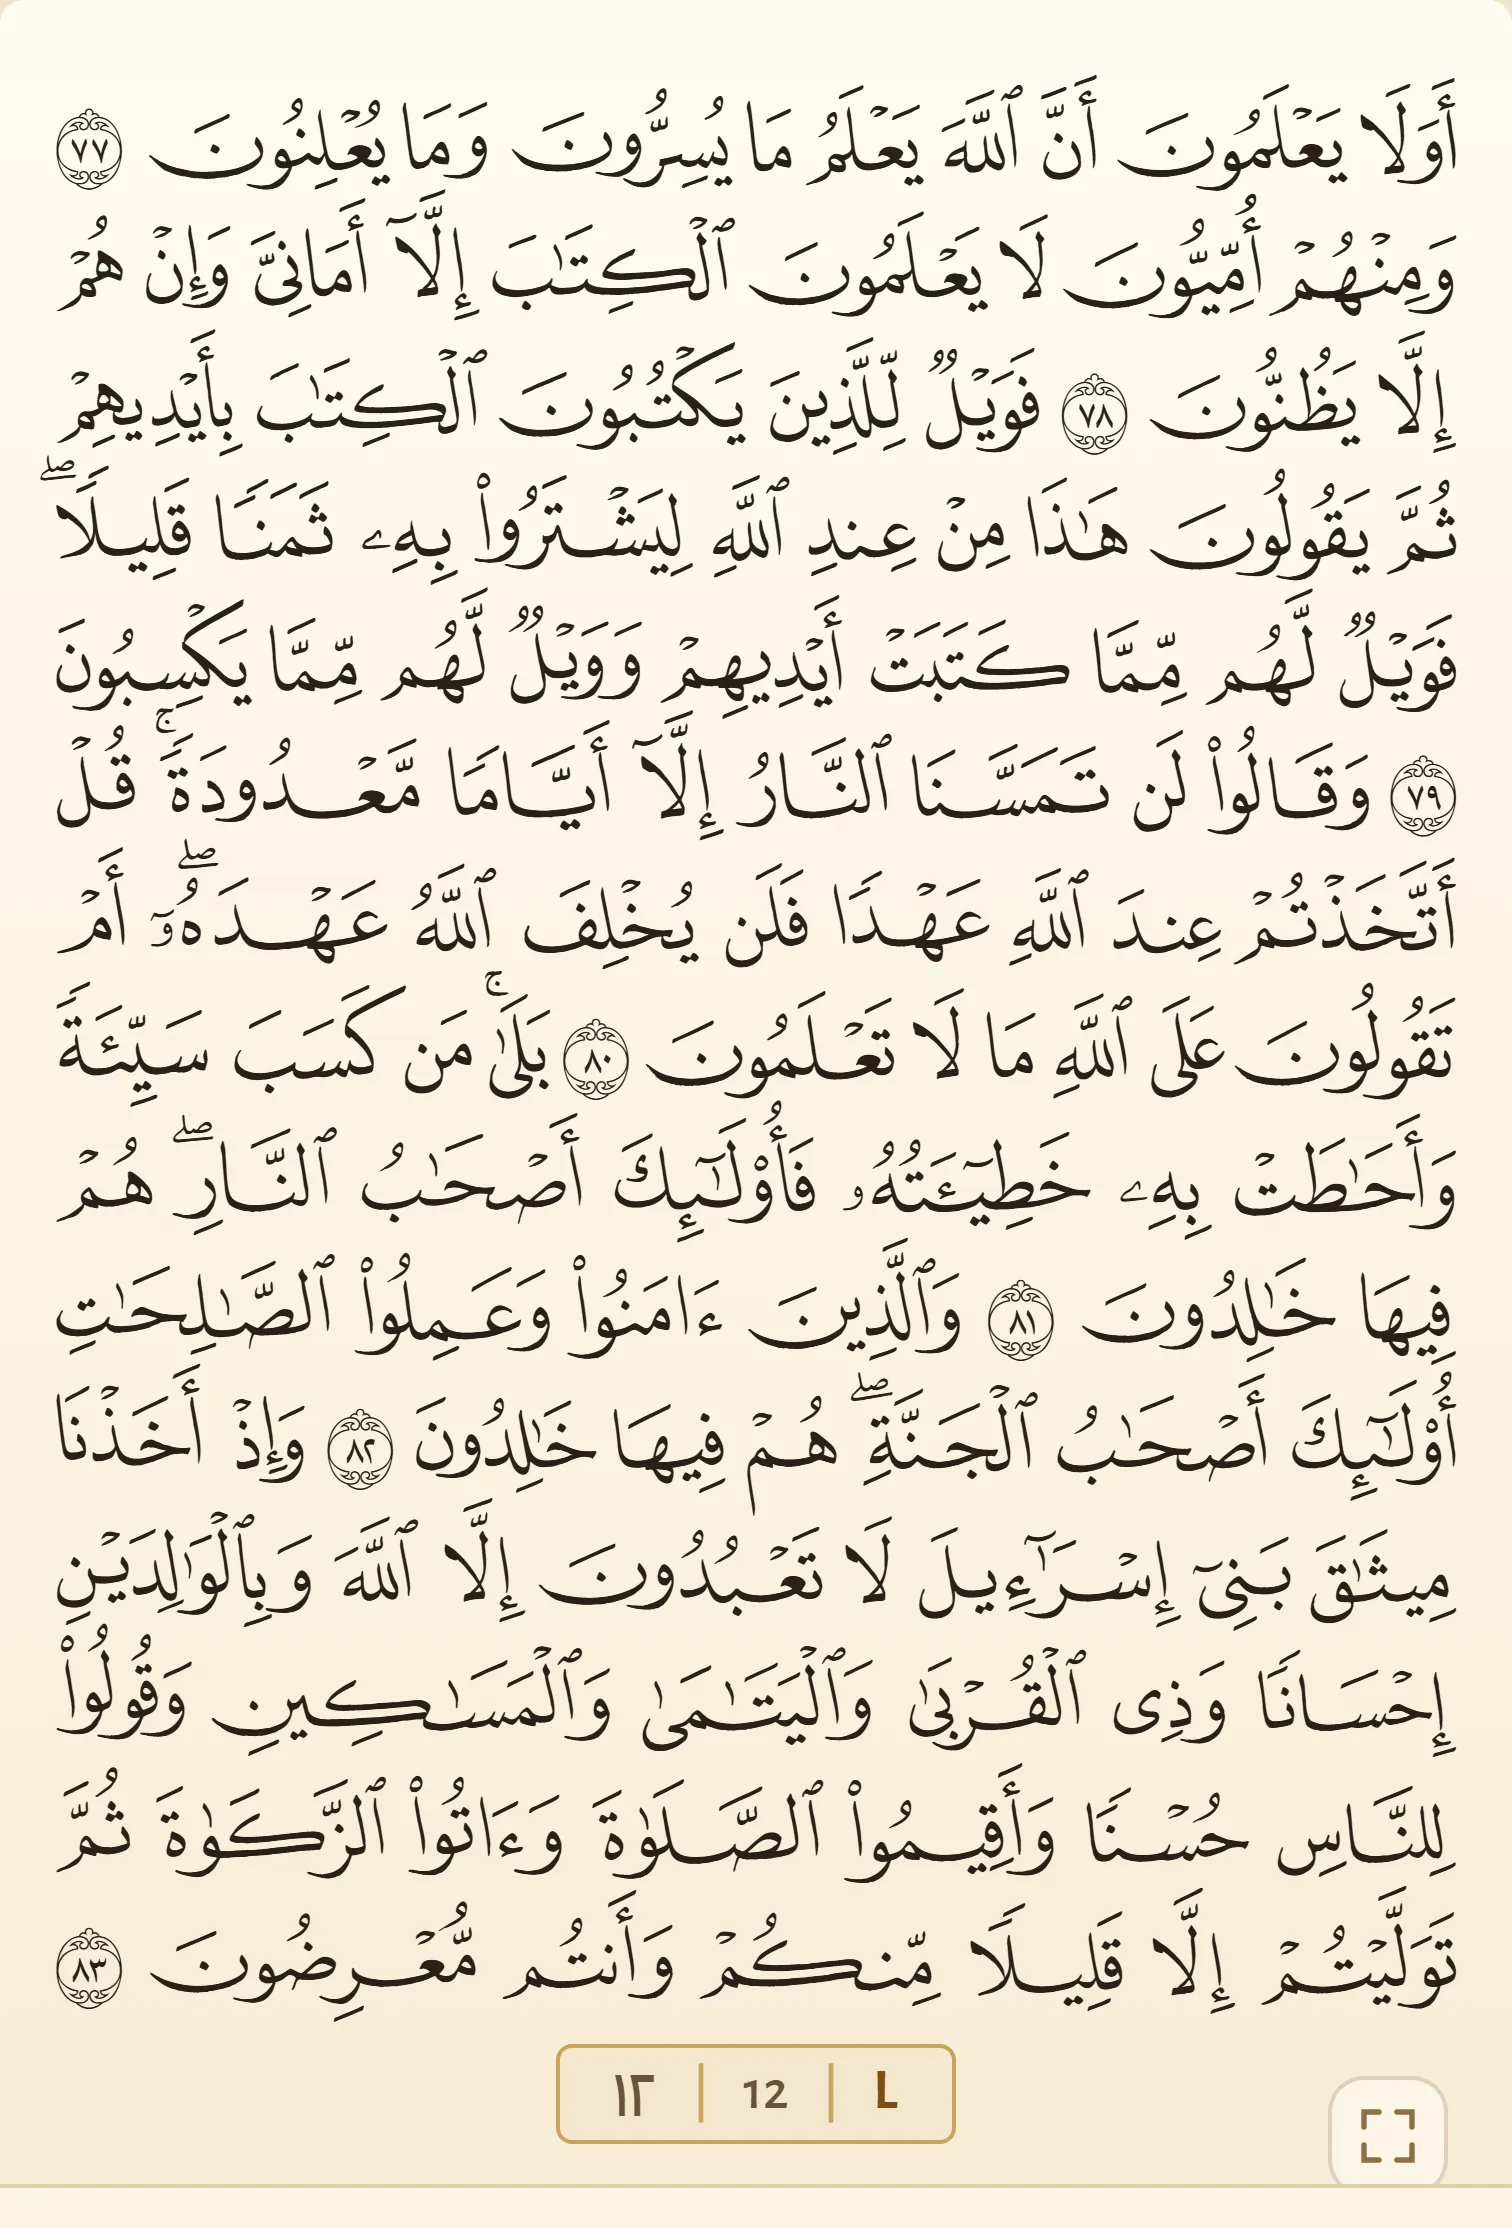 أَوَلَا يَعۡلَمُونَ أَنَّ ٱللَّهَ يَعۡلَمُ مَا يُسِرُّونَ وَمَا يُعۡلِنُونَ ٧٧
وَمِنۡهُمۡ أُمِّيُّونَ لَا يَعۡلَمُونَ ٱلۡكِتَٰبَ إِلَّآ أَمَانِيَّ وَإِنۡ هُمۡ
إِلَّا يَظُنُّونَ ٧٨ فَوَيۡلٞ لِّلَّذِينَ يَكۡتُبُونَ ٱلۡكِتَٰبَ بِأَيۡدِيهِمۡ
ثُمَّ يَقُولُونَ هَٰذَا مِنۡ عِندِ ٱللَّهِ لِيَشۡتَرُواْ بِهِۦ ثَمَنٗا قَلِيلٗاۖ
فَوَيۡلٞ لَّهُم مِّمَّا كَتَبَتۡ أَيۡدِيهِمۡ وَوَيۡلٞ لَّهُم مِّمَّا يَكۡسِبُونَ
٧٩ وَقَالُواْ لَن تَمَسَّنَا ٱلنَّارُ إِلَّآ أَيَّامٗا مَّعۡدُودَةٗۚ قُلۡ
أَتَّخَذۡتُمۡ عِندَ ٱللَّهِ عَهۡدٗا فَلَن يُخۡلِفَ ٱللَّهُ عَهۡدَهُۥٓۖ أَمۡ
تَقُولُونَ عَلَى ٱللَّهِ مَا لَا تَعۡلَمُونَ ٨٠ بَلَىٰۚ مَن كَسَبَ سَيِّئَةٗ
وَأَحَٰطَتۡ بِهِۦ خَطِيٓـَٔتُهُۥ فَأُوْلَٰٓئِكَ أَصۡحَٰبُ ٱلنَّارِۖ هُمۡ
فِيهَا خَٰلِدُونَ ٨١ وَٱلَّذِينَ ءَامَنُواْ وَعَمِلُواْ ٱلصَّٰلِحَٰتِ
أُوْلَٰٓئِكَ أَصۡحَٰبُ ٱلۡجَنَّةِۖ هُمۡ فِيهَا خَٰلِدُونَ ٨٢ وَإِذۡ أَخَذۡنَا
مِيثَٰقَ بَنِيٓ إِسۡرَٰٓءِيلَ لَا تَعۡبُدُونَ إِلَّا ٱللَّهَ وَبِٱلۡوَٰلِدَيۡنِ
إِحۡسَانٗا وَذِي ٱلۡقُرۡبَىٰ وَٱلۡيَتَٰمَىٰ وَٱلۡمَسَٰكِينِ وَقُولُواْ
لِلنَّاسِ حُسۡنٗا وَأَقِيمُواْ ٱلصَّلَوٰةَ وَءَاتُواْ ٱلزَّكَوٰةَ ثُمَّ
تَوَلَّيۡتُمۡ إِلَّا قَلِيلٗا مِّنكُمۡ وَأَنتُم مُّعۡرِضُونَ ٨٣
١٢ | 12 | L